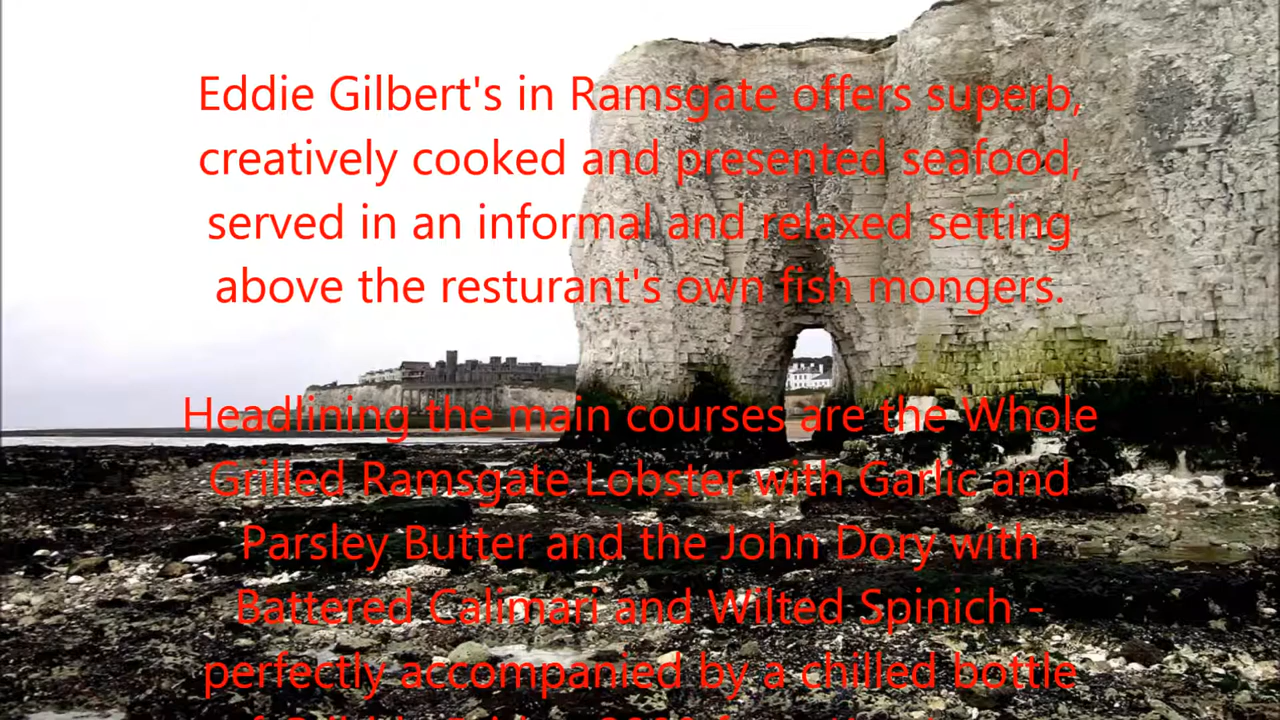 Eddie Gilbert's in Ramsgate offers superb,
creatively cooked and presented seafood,
served in an informal and relaxed setting
above the resturant's own fish mongers.
Headlining the main courses are the Whole
Grilled Ramsgate Lobster with Garlic and
Parsley Butter and the John Dory with
Battered Calimari and Wilted Spinich -
perfectly accompanied by a chilled bottle